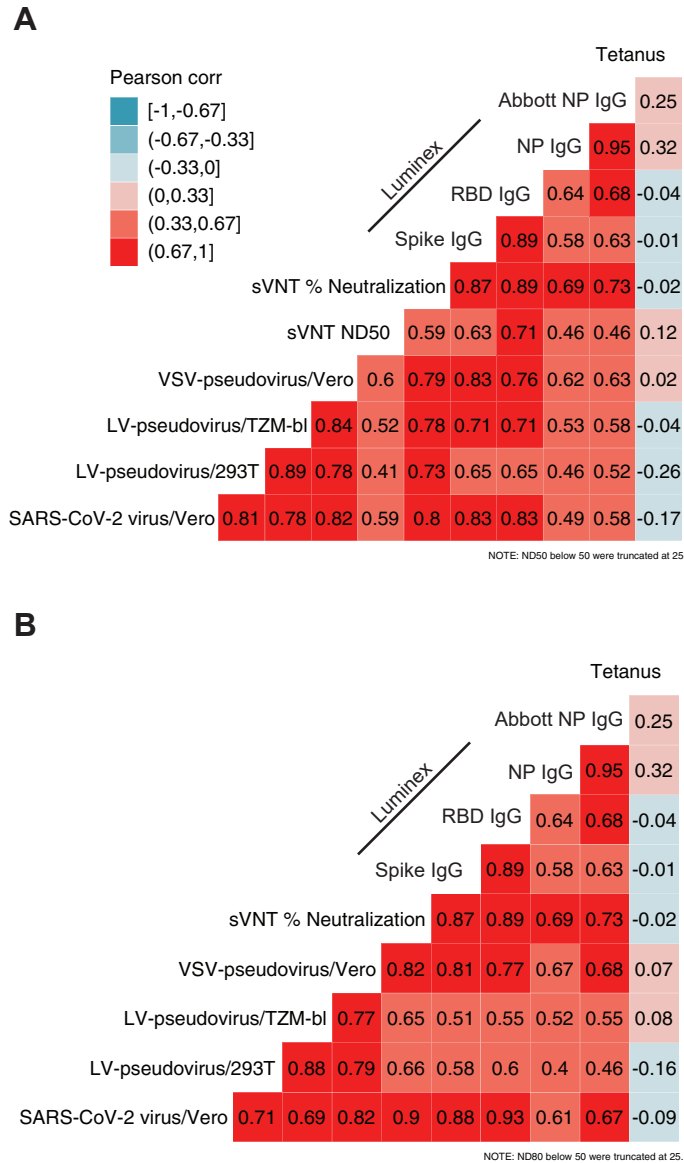 A
Tetanus
Pearson corr
[-1,-0.67]
(-0.67,-0.33]
(-0.33,0]
(0,0.33]
(0.33,0.67]
(0.67,1]
Luminex
Abbott NP IgG 0.25
NP IgG 0.95 0.32
RBD IgG 0.64 0.68 -0.04
Spike IgG 0.89 0.58 0.63 -0.01
sVNT % Neutralization 0.87 0.89 0.69 0.73 -0.02
sVNT ND50 0.59 0.63 0.71 0.46 0.46 0.12
VSV-pseudovirus/Vero 0.6 0.79 0.83 0.76 0.62 0.63 0.02
LV-pseudovirus/TZM-bl 0.84 0.52 0.78 0.71 0.71 0.53 0.58 -0.04
LV-pseudovirus/293T 0.89 0.78 0.41 0.73 0.65 0.65 0.46 0.52 -0.26
SARS-CoV-2 virus/Vero 0.81 0.78 0.82 0.59 0.8 0.83 0.83 0.49 0.58 -0.17
NOTE: ND50 below 50 were truncated at 25
B
Tetanus
Luminex
Abbott NP IgG 0.25
NP IgG 0.95 0.32
RBD IgG 0.64 0.68 -0.04
Spike IgG 0.89 0.58 0.63 -0.01
sVNT % Neutralization 0.87 0.89 0.69 0.73 -0.02
VSV-pseudovirus/Vero 0.82 0.81 0.77 0.67 0.68 0.07
LV-pseudovirus/TZM-bl 0.77 0.65 0.51 0.55 0.52 0.55 0.08
LV-pseudovirus/293T 0.88 0.79 0.66 0.58 0.6 0.4 0.46 -0.16
SARS-CoV-2 virus/Vero 0.71 0.69 0.82 0.9 0.88 0.93 0.61 0.67 -0.09
NOTE: ND80 below 50 were truncated at 25.